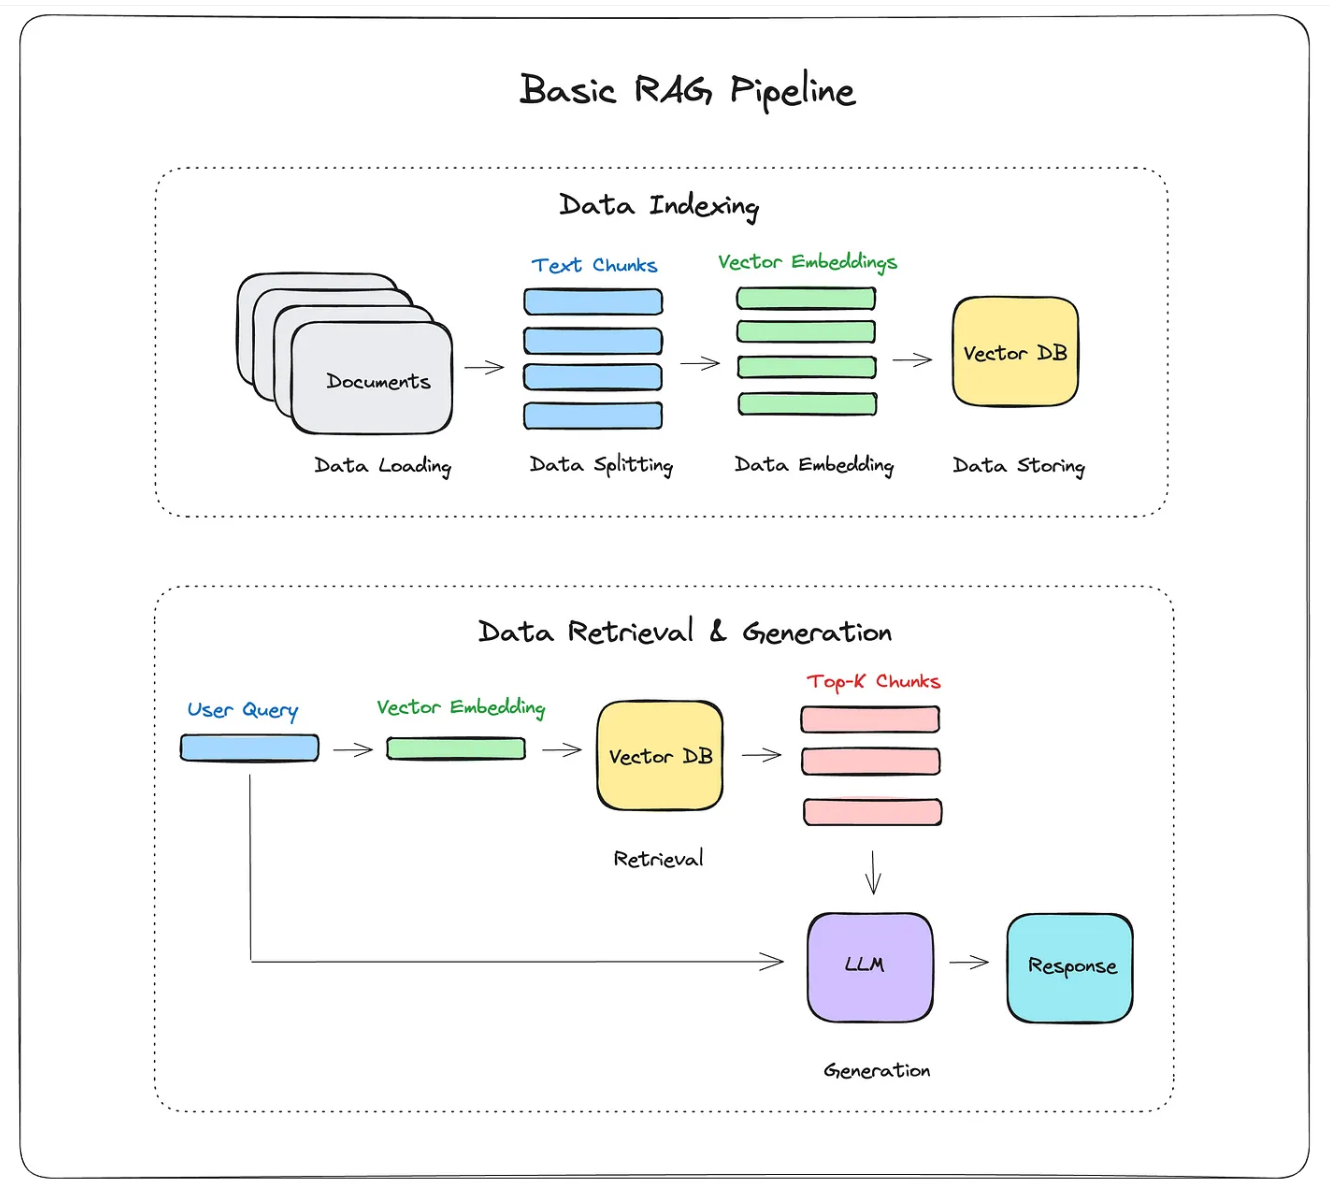 Basic RAG Pipeline
Data Indexing
Text Chunks
Vector Embeddings
Documents
Vector DB
Data Loading
Data Splitting
Data Embedding
Data Storing
Data Retrieval & Generation
User Query
Vector Embedding
Vector DB
Top-K Chunks
Retrieval
LLM
Response
Generation